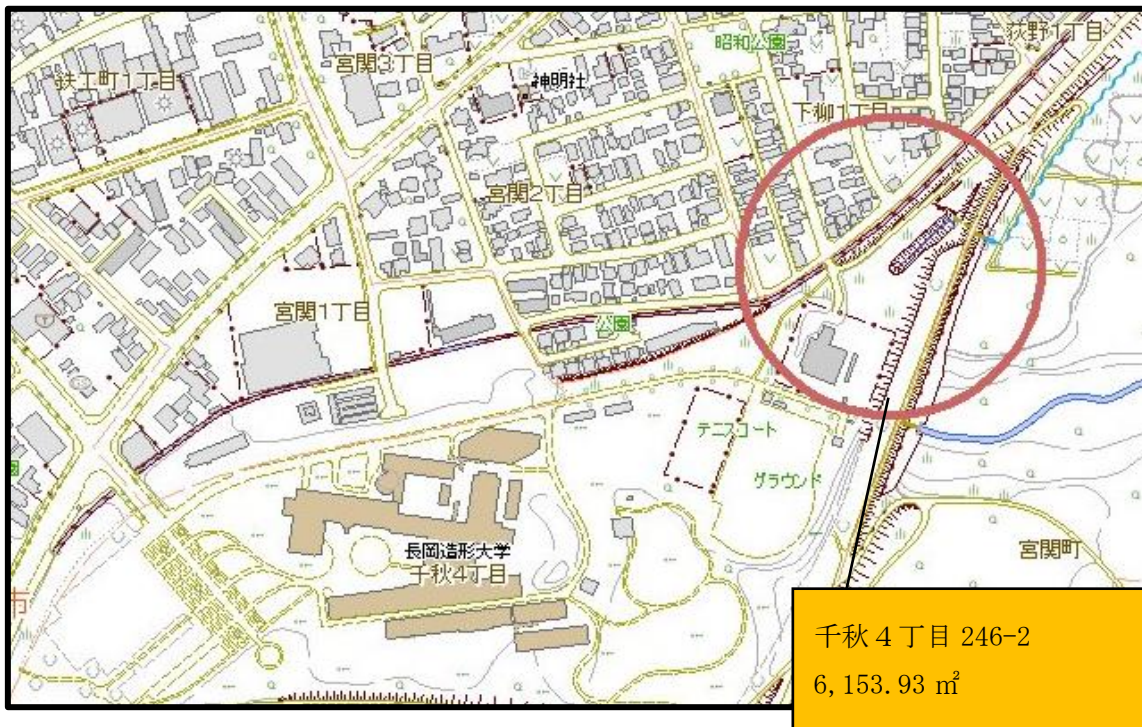 荻野1丁目
昭和公園
宮関3丁目
鉄工町1丁目
神明社
下柳1丁目
宮関2丁目
宮関1丁目
公園
テニスコート
グラウンド
長岡造形大学
千秋4丁目
宮関町
園
市
千秋４丁目 246-2
6,153.93 ㎡